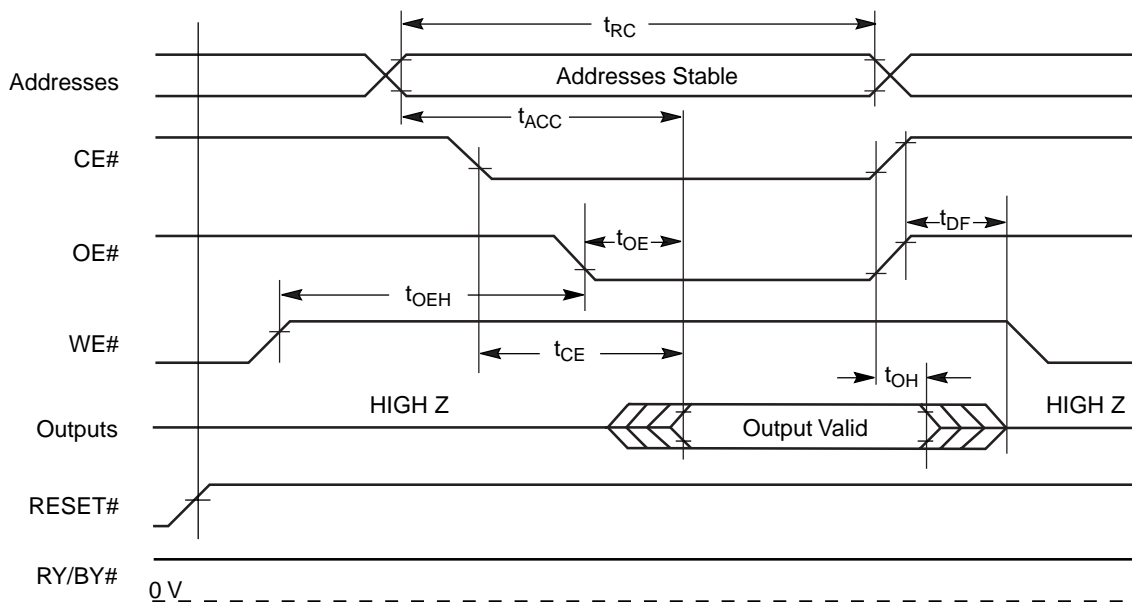 tRC
Addresses
Addresses Stable
tACC
CE#
tDF
OE#
tOE
tOEH
WE#
tCE
tOH
HIGH Z
HIGH Z
Outputs
Output Valid
RESET#
RY/BY#
0 V